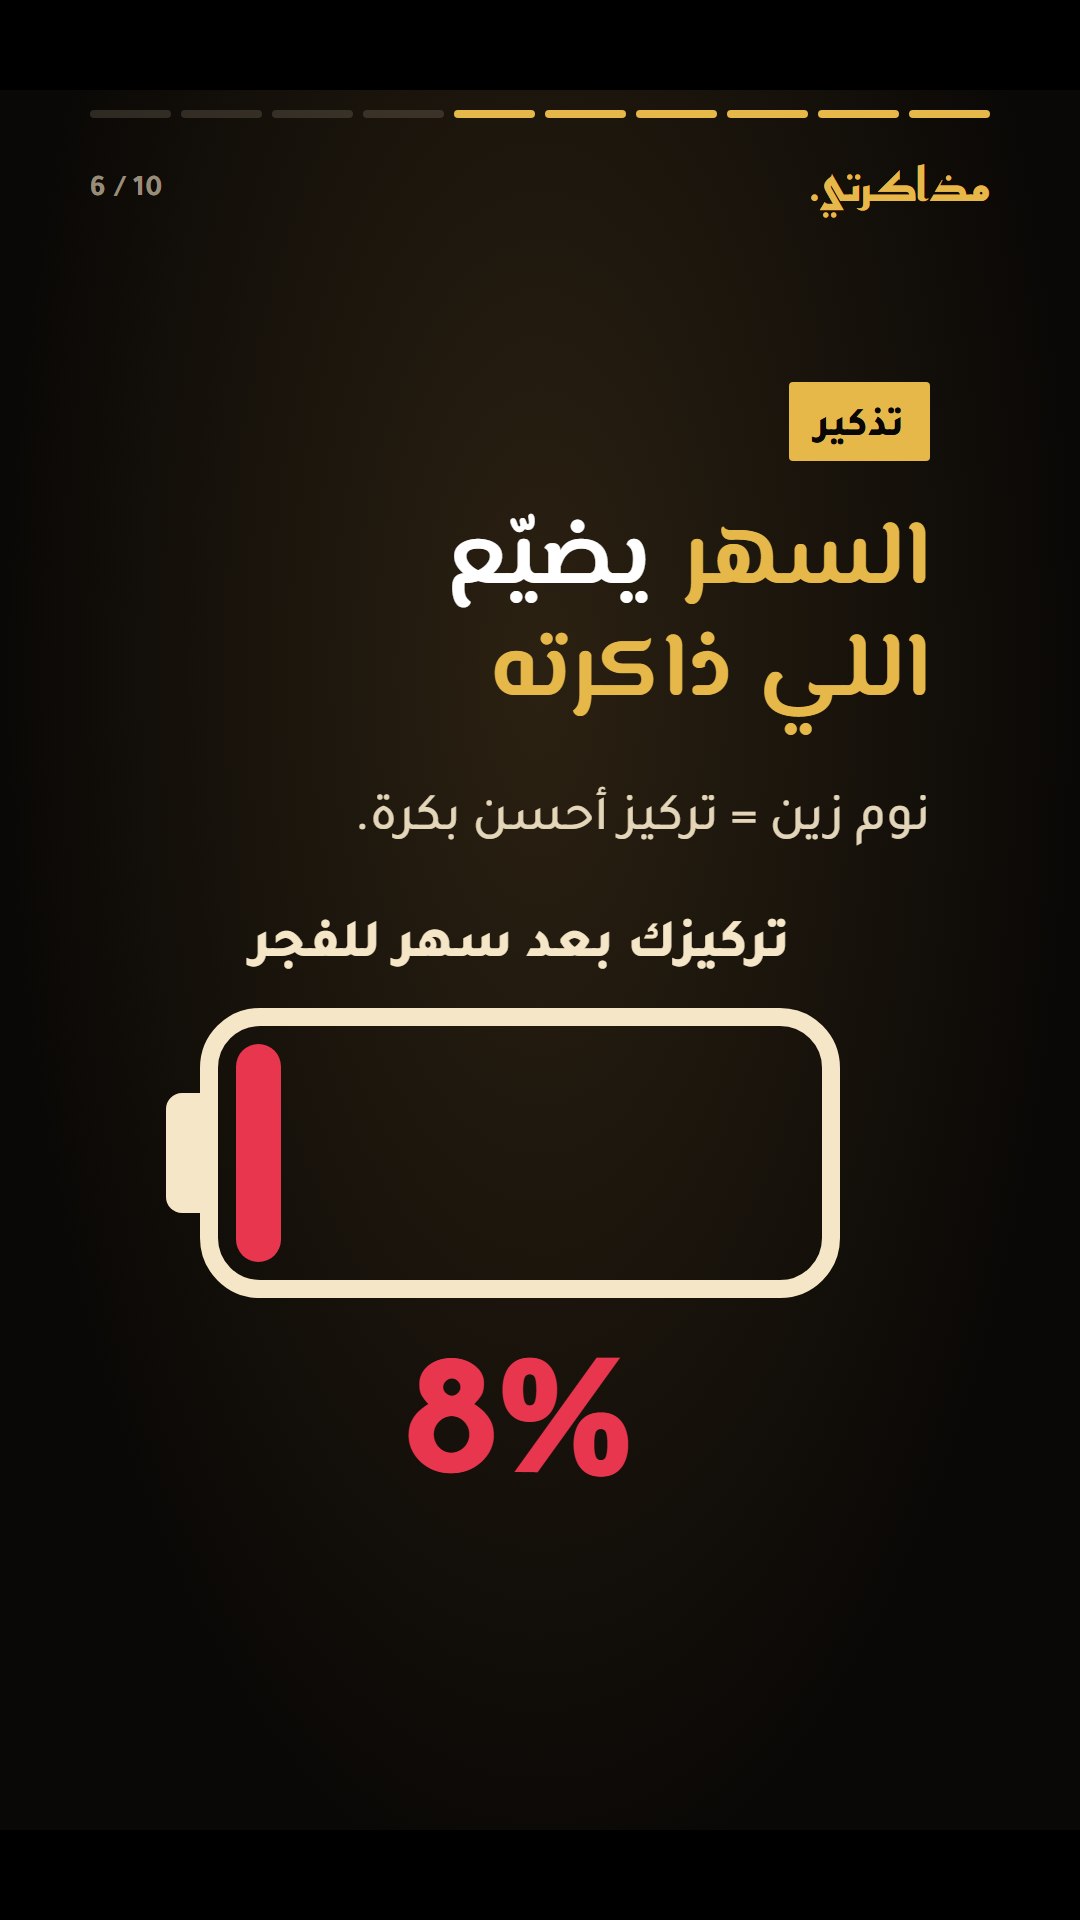 مذاكرتي.
6 / 10
تذكير
السهر يضيّع
اللي ذاكرته
نوم زين = تركيز أحسن بكرة.
تركيزك بعد سهر للفجر
8%